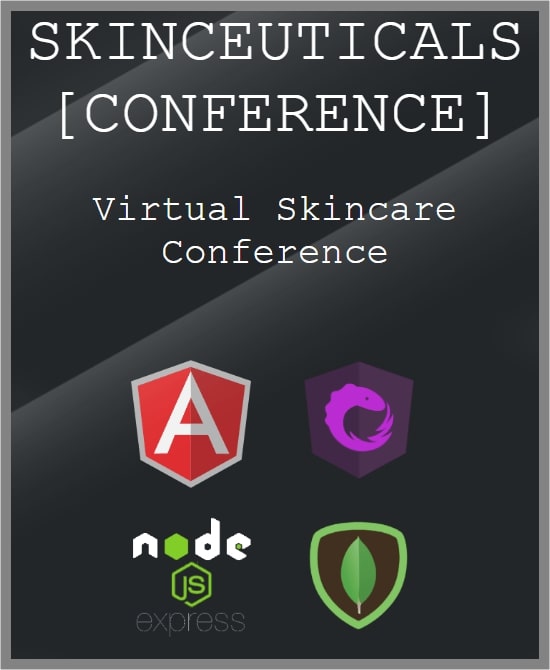 SKINCEUTICALS
[CONFERENCE]
Virtual Skincare
Conference
A
node
JS
express